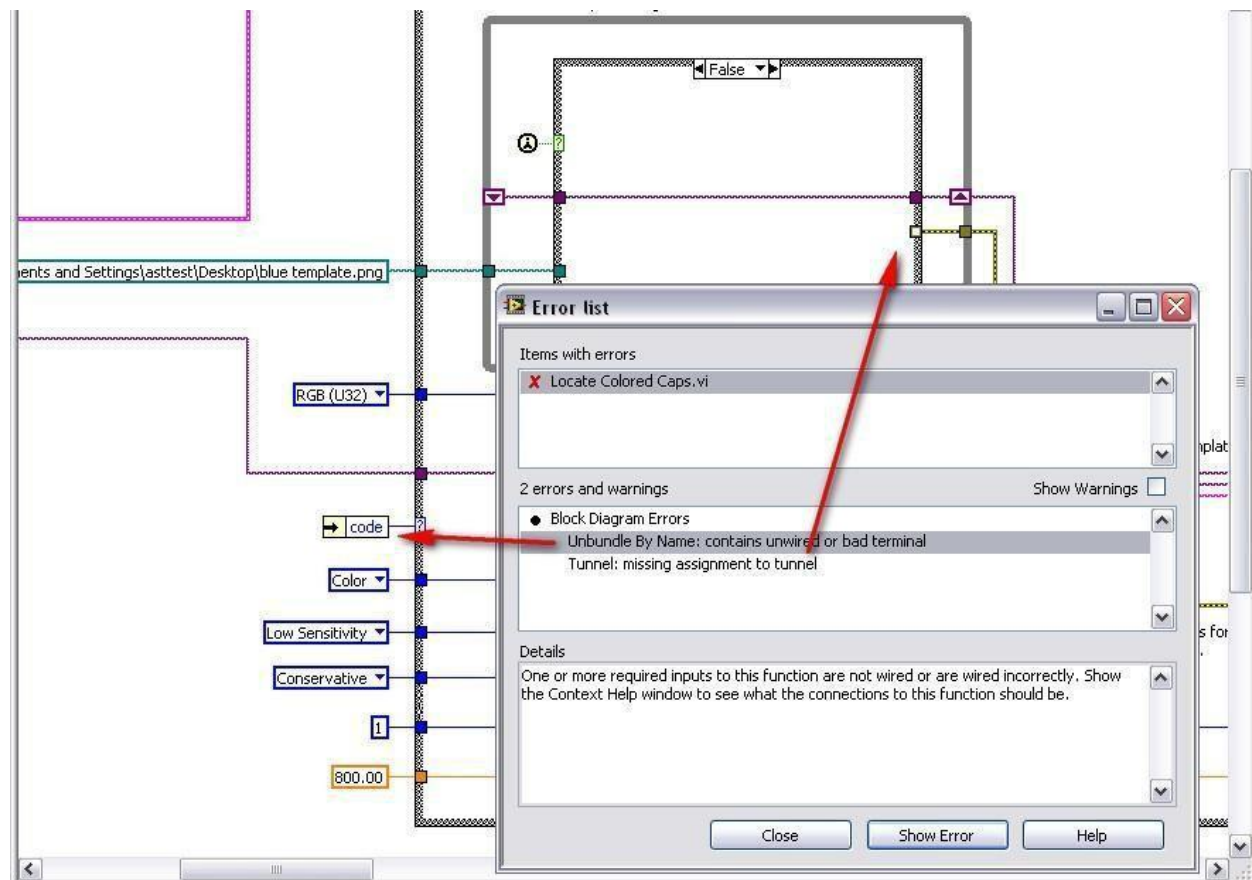 False
?
ients and Settings\asttest\Desktop\blue template.png
Error list
Items with errors
Locate Colored Caps.vi
RGB (U32)
nplat
2 errors and warnings
Show Warnings
Block Diagram Errors
code
?
Unbundle By Name: contains unwired or bad terminal
Tunnel: missing assignment to tunnel
Color
Low Sensitivity
s for
Details
One or more required inputs to this function are not wired or are wired incorrectly. Show
the Context Help window to see what the connections to this function should be.
Conservative
1
800.00
Close
Show Error
Help